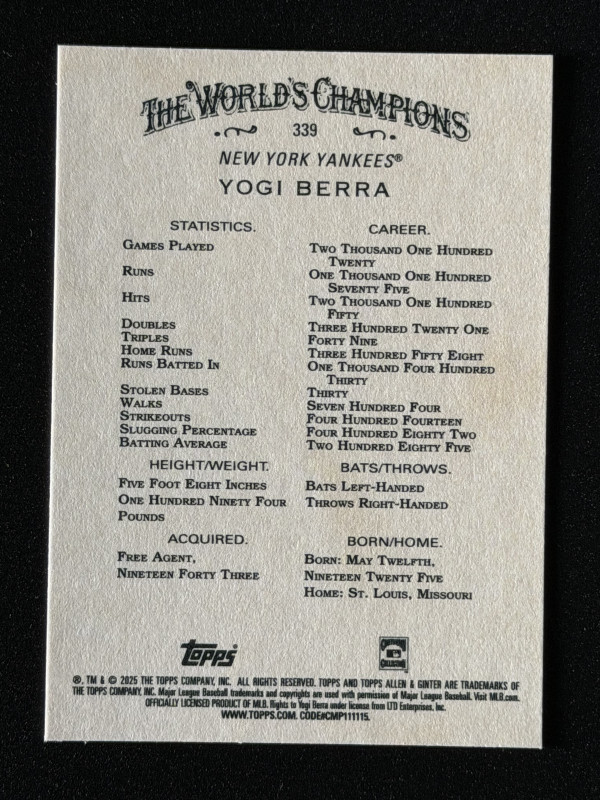 THE WORLD'S CHAMPIONS
339
NEW YORK YANKEES®
YOGI BERRA
STATISTICS. CAREER.
GAMES PLAYED TWO THOUSAND ONE HUNDRED
TWENTY
RUNS ONE THOUSAND ONE HUNDRED
SEVENTY FIVE
HITS TWO THOUSAND ONE HUNDRED
FIFTY
DOUBLES THREE HUNDRED TWENTY ONE
TRIPLES FORTY NINE
HOME RUNS THREE HUNDRED FIFTY EIGHT
RUNS BATTED IN ONE THOUSAND FOUR HUNDRED
THIRTY
STOLEN BASES THIRTY
WALKS SEVEN HUNDRED FOUR
STRIKEOUTS FOUR HUNDRED FOURTEEN
SLUGGING PERCENTAGE FOUR HUNDRED EIGHTY TWO
BATTING AVERAGE TWO HUNDRED EIGHTY FIVE
HEIGHT/WEIGHT. BATS/THROWS.
FIVE FOOT EIGHT INCHES BATS LEFT-HANDED
ONE HUNDRED NINETY FOUR THROWS RIGHT-HANDED
POUNDS
ACQUIRED. BORN/HOME.
FREE AGENT, BORN: MAY TWELFTH,
NINETEEN FORTY THREE NINETEEN TWENTY FIVE
HOME: ST. LOUIS, MISSOURI
topps
®, TM & © 2025 THE TOPPS COMPANY, INC. ALL RIGHTS RESERVED. TOPPS AND TOPPS ALLEN & GINTER ARE TRADEMARKS OF
THE TOPPS COMPANY, INC. Major League Baseball trademarks and copyrights are used with permission of Major League Baseball. Visit MLB.com.
OFFICIALLY LICENSED PRODUCT OF MLB. Rights to Yogi Berra under license from LTD Enterprises, Inc.
WWW.TOPPS.COM. CODE#CMP111115.